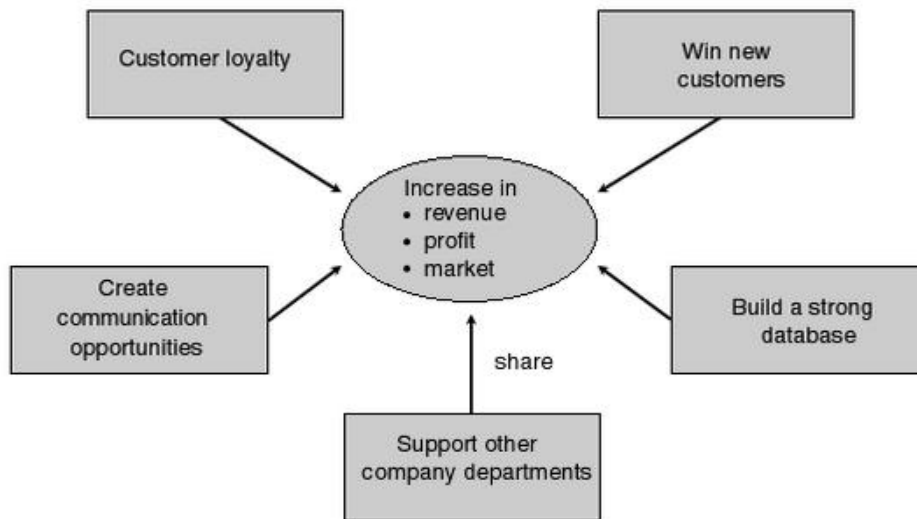 Customer loyalty
Win new
customers
Increase in
• revenue
• profit
• market
Create
communication
opportunities
Build a strong
database
share
Support other
company departments